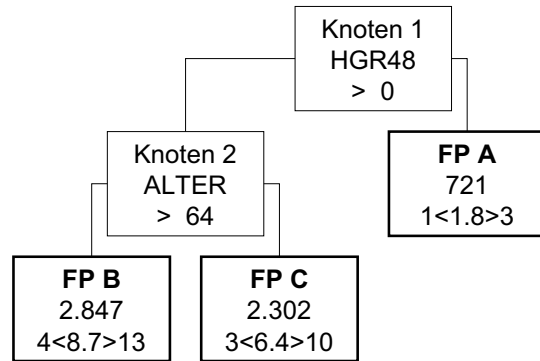 Knoten 1
HGR48
> 0
Knoten 2
ALTER
> 64
FP A
721
1<1.8>3
FP B
2.847
4<8.7>13
FP C
2.302
3<6.4>10